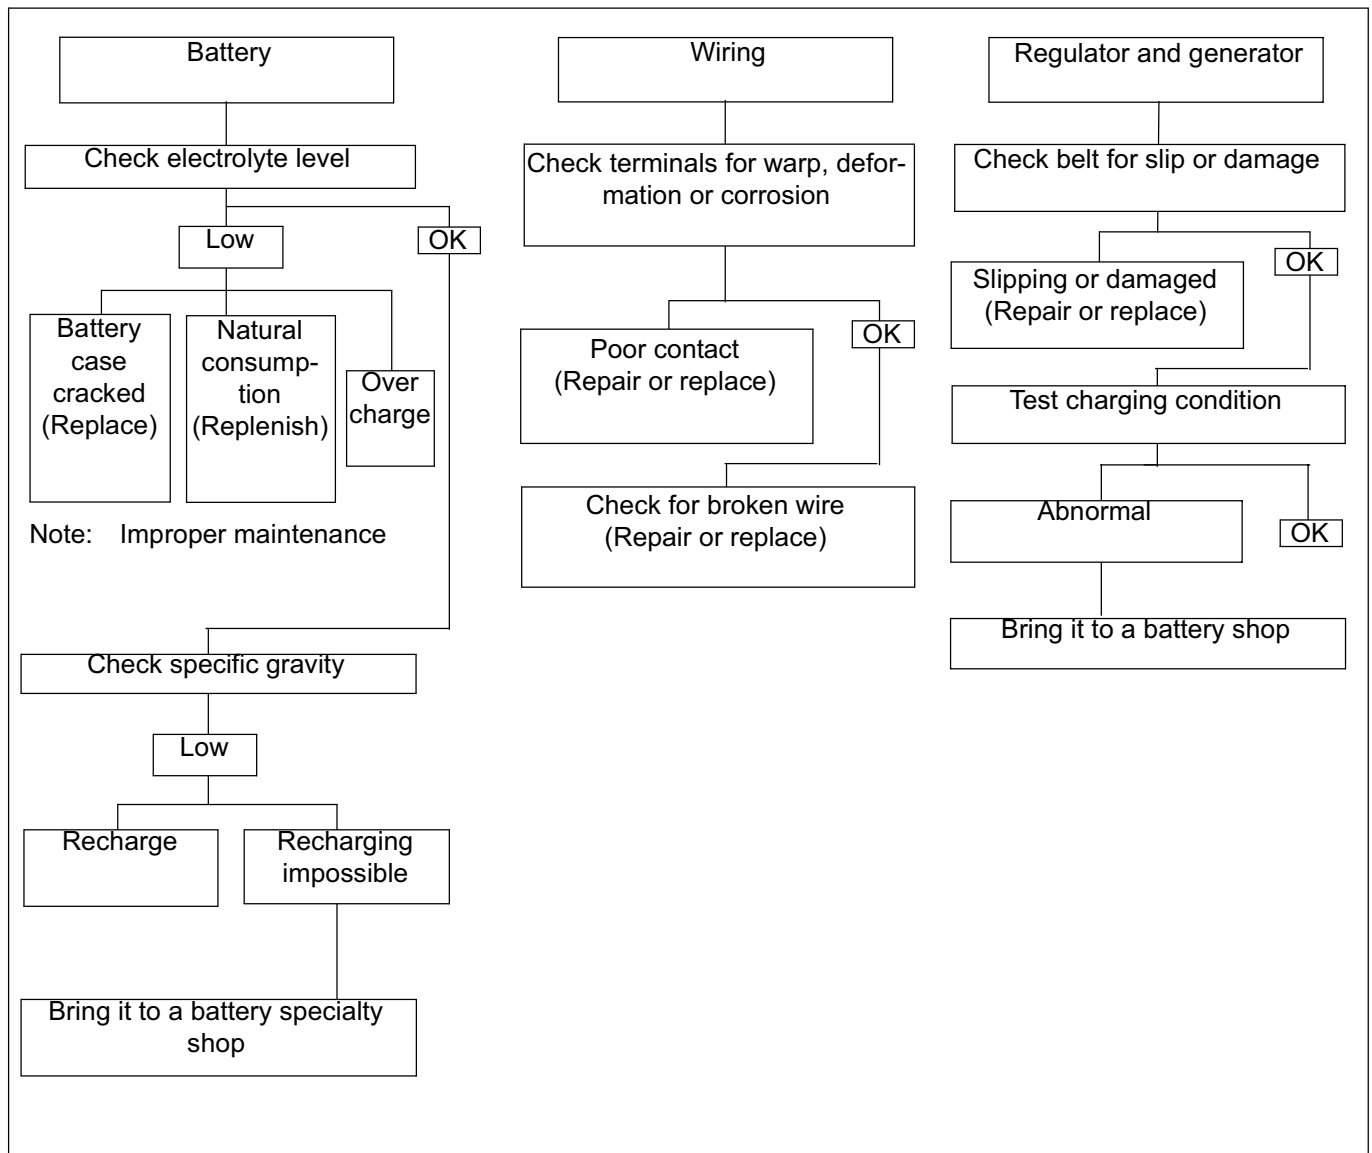 Battery
Check electrolyte level
Low
OK
Battery
case
cracked
(Replace)
Natural
consump-
tion
(Replenish)
Over
charge
Note: Improper maintenance
Check specific gravity
Low
Recharge
Recharging
impossible
Bring it to a battery specialty
shop
Wiring
Check terminals for warp, defor-
mation or corrosion
OK
Poor contact
(Repair or replace)
Check for broken wire
(Repair or replace)
Regulator and generator
Check belt for slip or damage
OK
Slipping or damaged
(Repair or replace)
Test charging condition
Abnormal
OK
Bring it to a battery shop